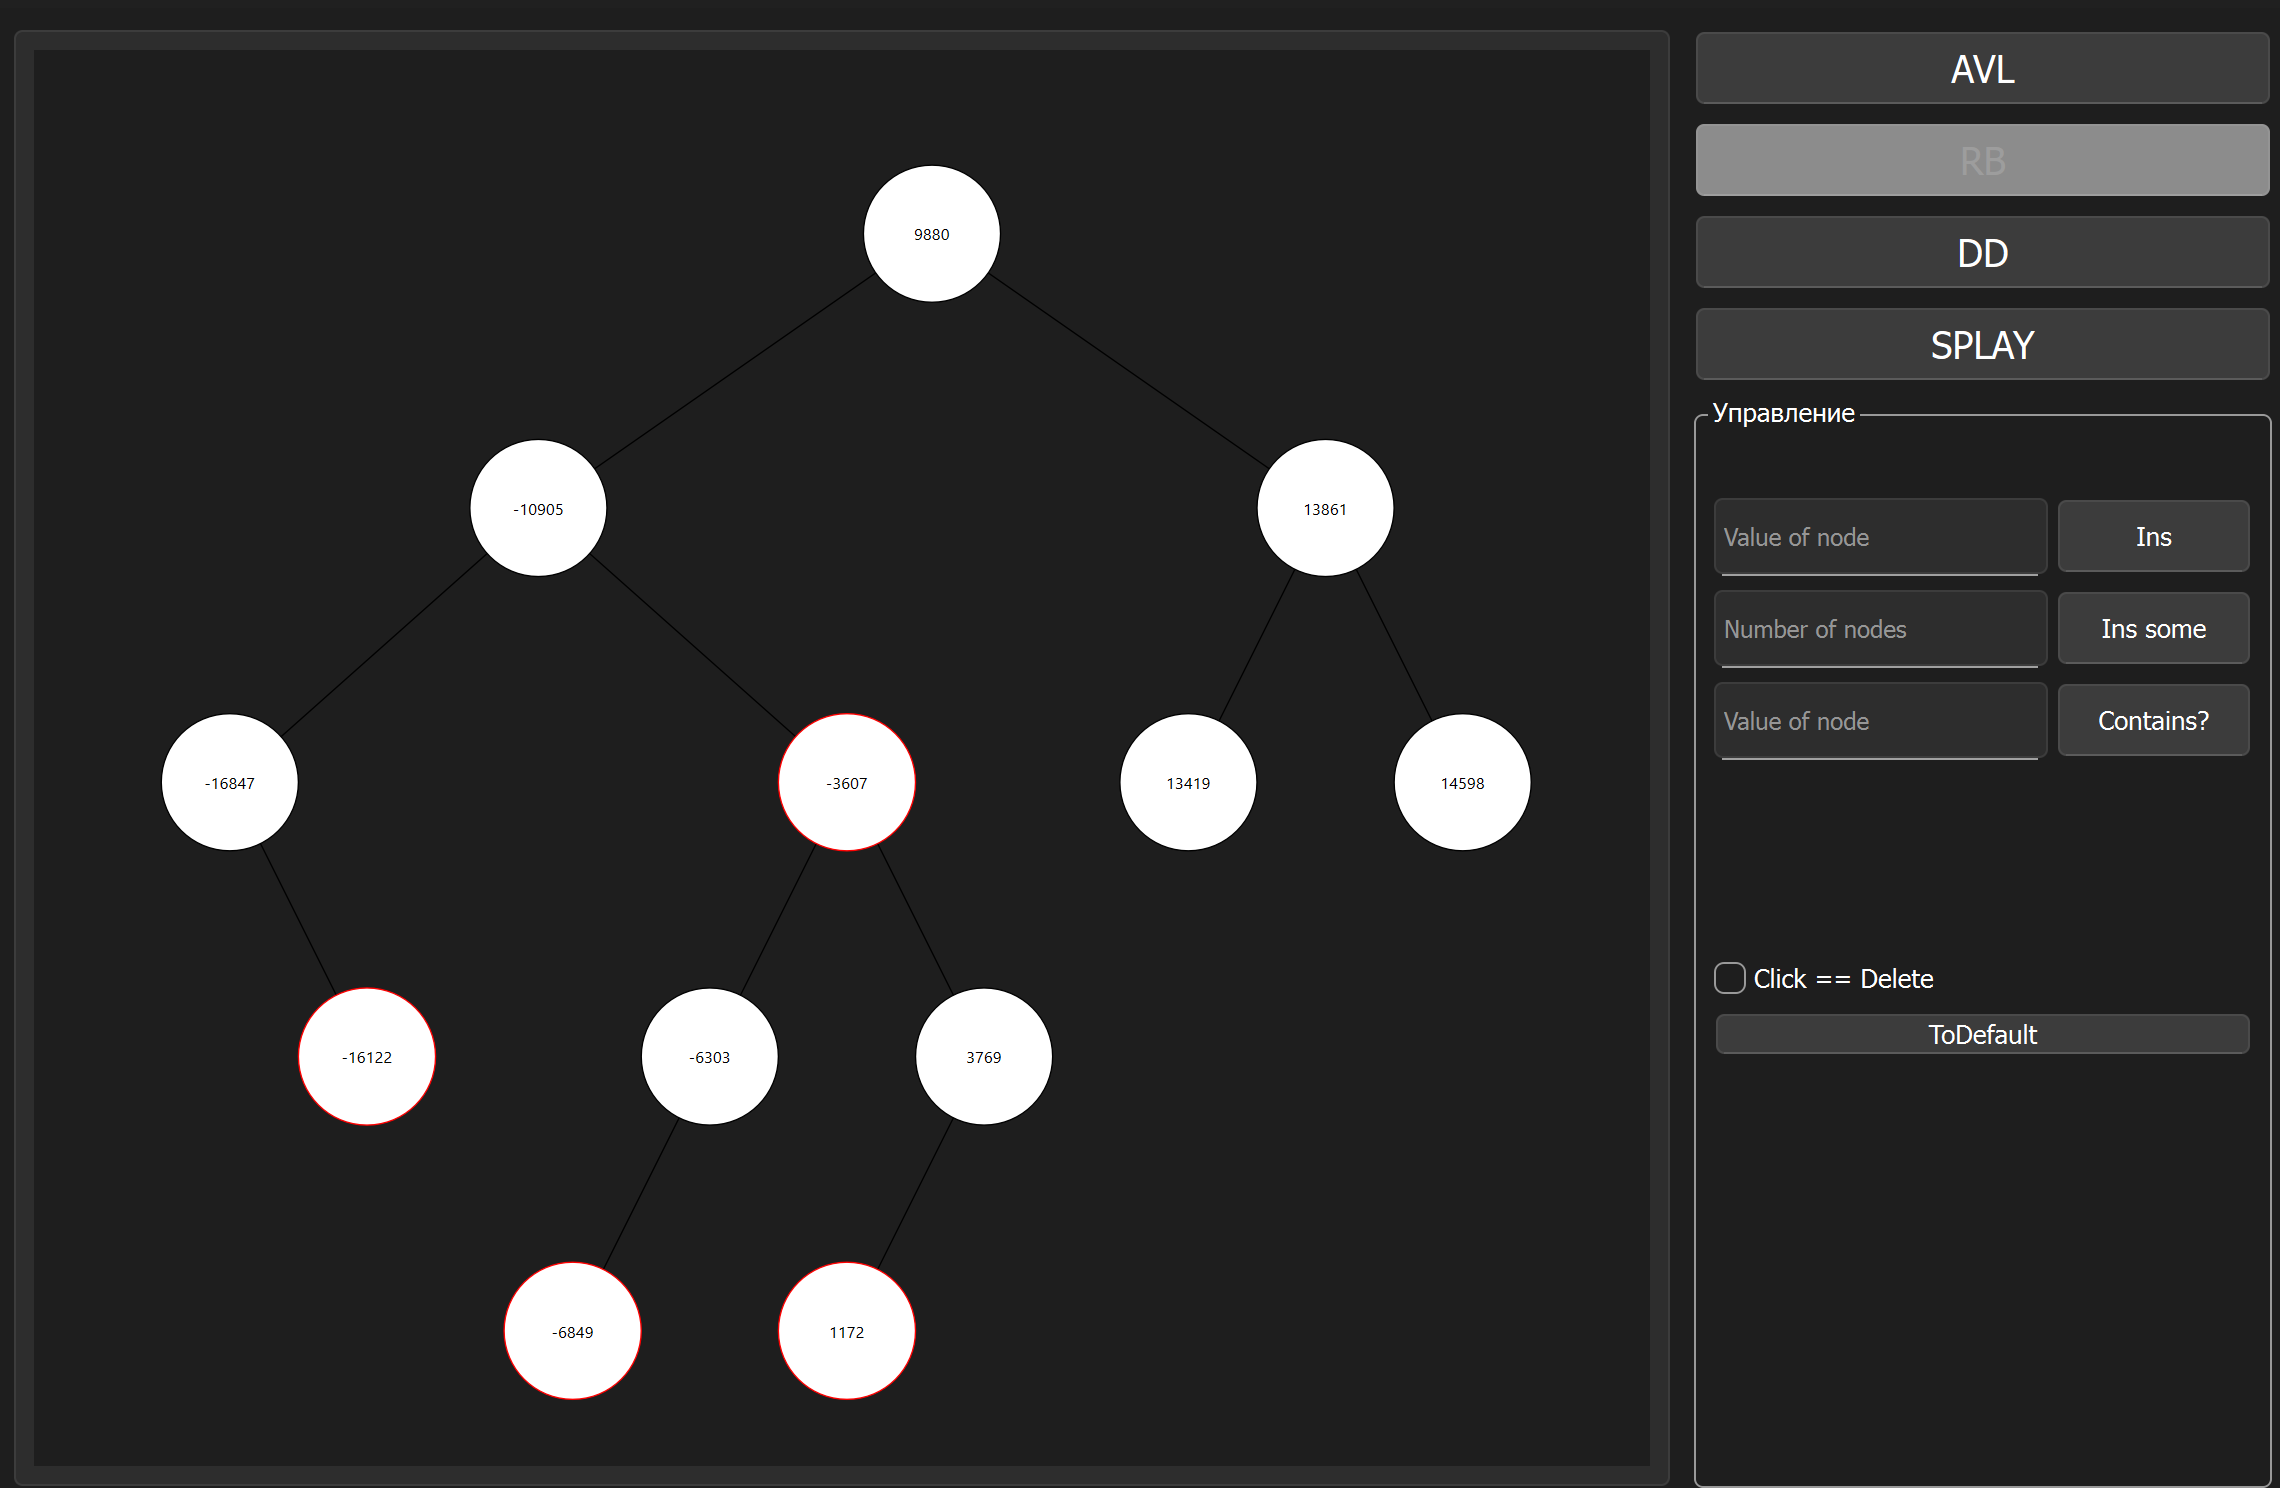 9880
-10905
13861
-16847
-3607
13419
14598
-16122
-6303
3769
-6849
1172
AVL
RB
DD
SPLAY
Управление
Value of node
Ins
Number of nodes
Ins some
Value of node
Contains?
Click == Delete
ToDefault